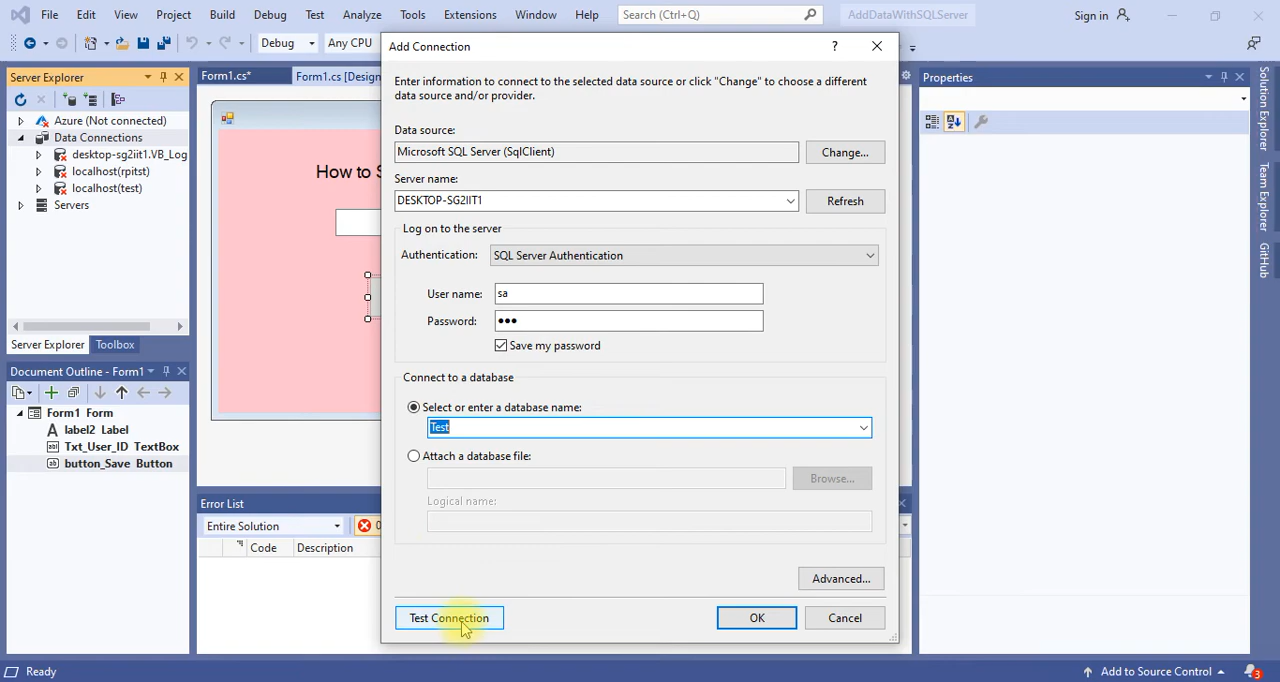 File Edit View Project Build Debug Test Analyze Tools Extensions Window Help Search (Ctrl+Q) AddDataWithSQLServer Sign in
Debug Any CPU
Server Explorer
Azure (Not connected)
Data Connections
desktop-sg2iit1.VB_Log
localhost(rpitst)
localhost(test)
Servers
Server Explorer Toolbox
Document Outline - Form1
Form1 Form
label2 Label
Txt_User_ID TextBox
button_Save Button
Form1.cs* Form1.cs [Design
How to S
Error List
Entire Solution 0
Code Description
Add Connection
?
Enter information to connect to the selected data source or click "Change" to choose a different
data source and/or provider.
Data source:
Microsoft SQL Server (SqlClient) Change...
Server name:
DESKTOP-SG2IIT1 Refresh
Log on to the server
Authentication: SQL Server Authentication
User name: sa
Password: ●●●
Save my password
Connect to a database
Select or enter a database name:
Test
Attach a database file:
Browse...
Logical name:
Advanced...
Test Connection OK Cancel
Properties
Solution Explorer
Team Explorer
GitHub
Ready Add to Source Control 3